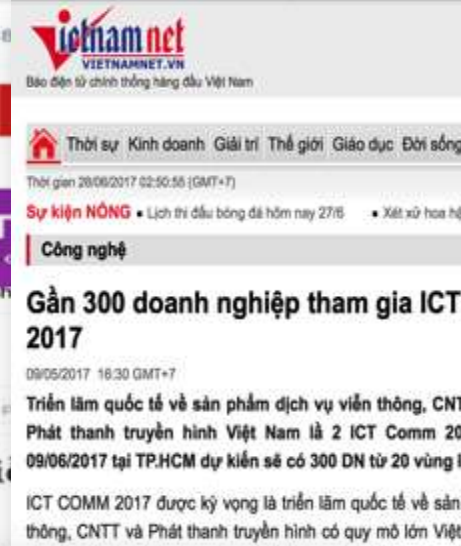 Vietnamnet
VIETNAMNET.VN
Báo điện tử chính thống hàng đầu Việt Nam
Thời sự Kinh doanh Giải trí Thế giới Giáo dục Đời sống
Thời gian 28/06/2017 02:50:55 (GMT+7)
Sự kiện NÓNG • Lịch thi đấu bóng đá hôm nay 27/6 • Xét xử hoa
Công nghệ
Gần 300 doanh nghiệp tham gia ICT
2017
09/05/2017 16:30 GMT+7
Triển lãm quốc tế về sản phẩm dịch vụ viễn thông, CNT
Phát thanh truyền hình Việt Nam lầ 2 ICT Comm 20
09/06/2017 tại TP.HCM dự kiến sẽ có 300 DN từ 20 vùng
ICT COMM 2017 được kỳ vọng là triển lãm quốc tế về sản
thông, CNTT và Phát thanh truyền hình có quy mô lớn Việt